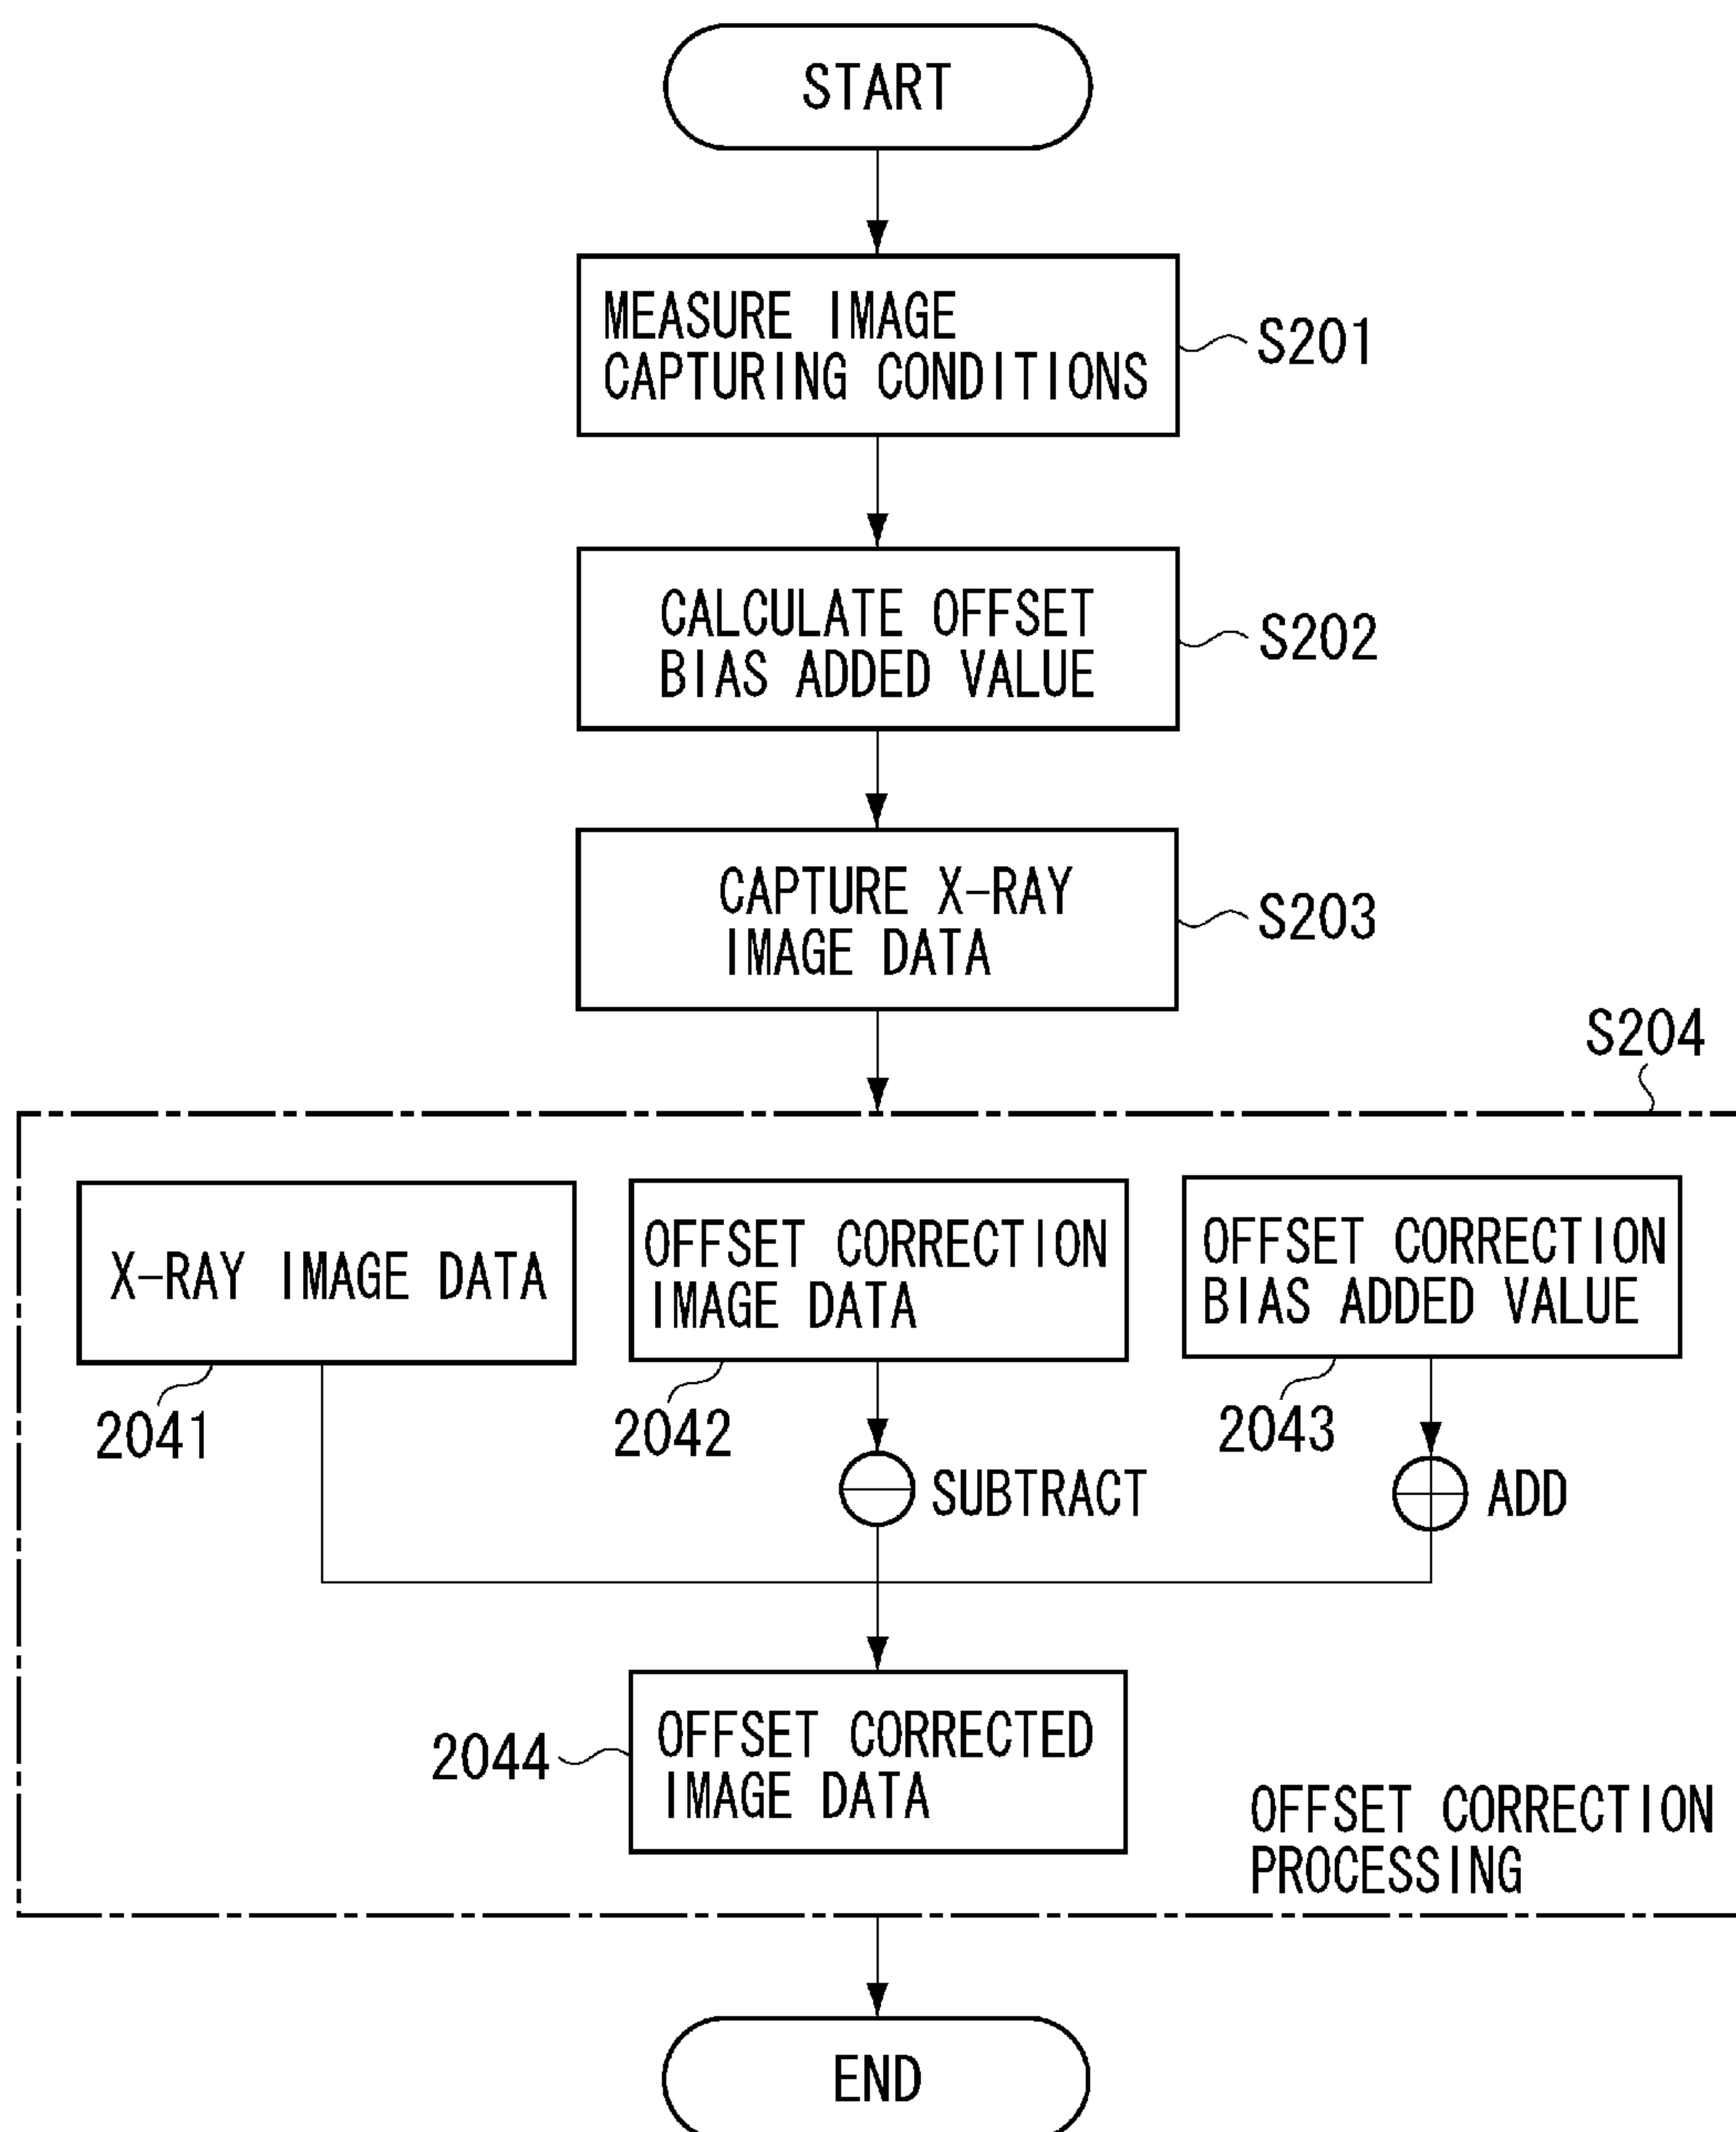 START
MEASURE IMAGE
CAPTURING CONDITIONS
S201
CALCULATE OFFSET
BIAS ADDED VALUE
S202
CAPTURE X-RAY
IMAGE DATA
S203
S204
X-RAY IMAGE DATA
2041
OFFSET CORRECTION
IMAGE DATA
2042
OFFSET CORRECTION
BIAS ADDED VALUE
2043
SUBTRACT
ADD
2044
OFFSET CORRECTED
IMAGE DATA
OFFSET CORRECTION
PROCESSING
END